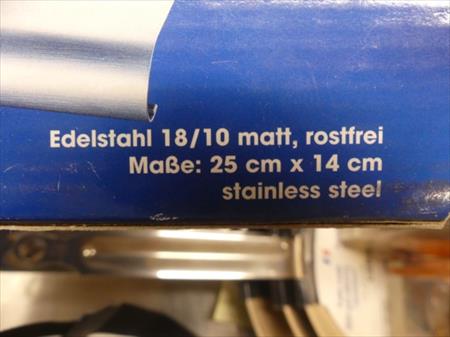 Edelstahl 18/10 matt, rostfrei
Maße: 25 cm x 14 cm
stainless steel